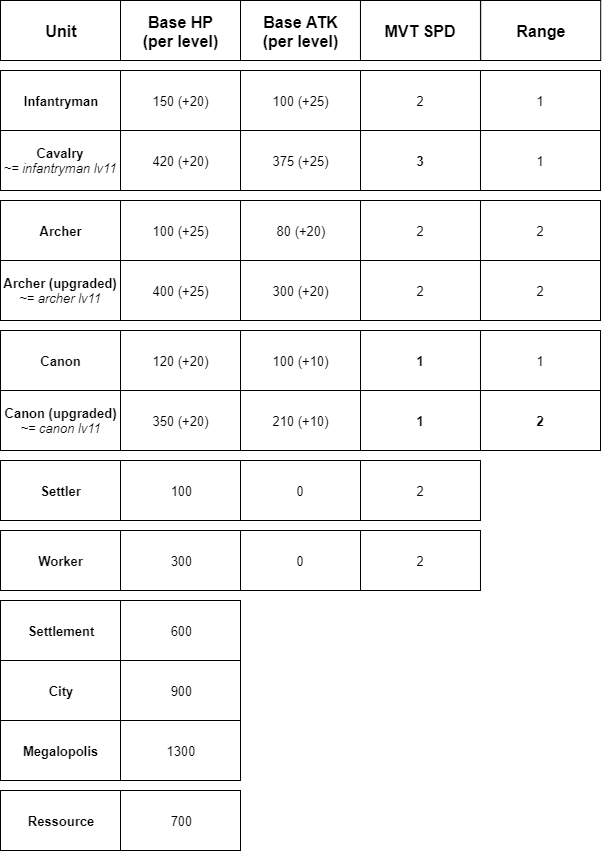 Unit
Base HP
(per level)
Base ATK
(per level)
MVT SPD
Range
Infantryman
150 (+20)
100 (+25)
2
1
Cavalry
~= infantryman lv11
420 (+20)
375 (+25)
3
1
Archer
100 (+25)
80 (+20)
2
2
Archer (upgraded)
~= archer lv11
400 (+25)
300 (+20)
2
2
Canon
120 (+20)
100 (+10)
1
1
Canon (upgraded)
~= canon lv11
350 (+20)
210 (+10)
1
2
Settler
100
0
2
Worker
300
0
2
Settlement
600
City
900
Megalopolis
1300
Ressource
700